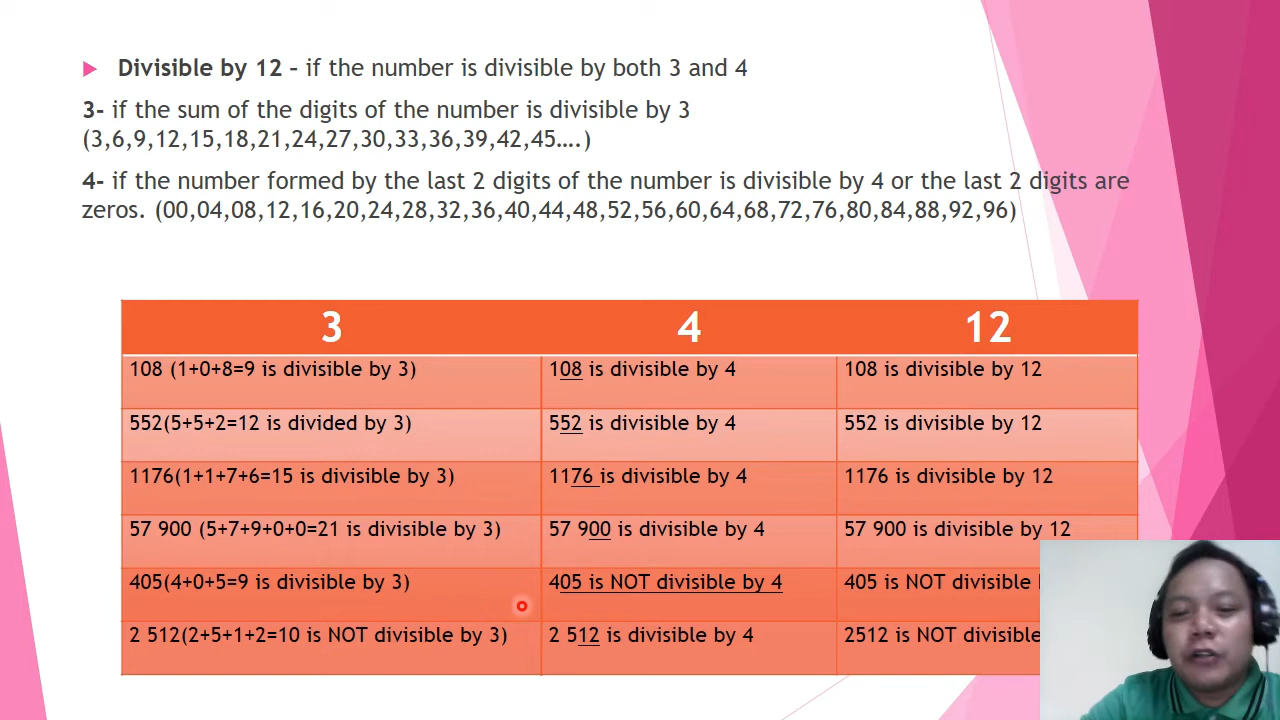 Divisible by 12 – if the number is divisible by both 3 and 4
3- if the sum of the digits of the number is divisible by 3
(3,6,9,12,15,18,21,24,27,30,33,36,39,42,45….)
4- if the number formed by the last 2 digits of the number is divisible by 4 or the last 2 digits are
zeros. (00,04,08,12,16,20,24,28,32,36,40,44,48,52,56,60,64,68,72,76,80,84,88,92,96)
3 4 12
108 (1+0+8=9 is divisible by 3) 108 is divisible by 4 108 is divisible by 12
552(5+5+2=12 is divided by 3) 552 is divisible by 4 552 is divisible by 12
1176(1+1+7+6=15 is divisible by 3) 1176 is divisible by 4 1176 is divisible by 12
57 900 (5+7+9+0+0=21 is divisible by 3) 57 900 is divisible by 4 57 900 is divisible by 12
405(4+0+5=9 is divisible by 3) 405 is NOT divisible by 4 405 is NOT divisible
2 512(2+5+1+2=10 is NOT divisible by 3) 2 512 is divisible by 4 2512 is NOT divisible